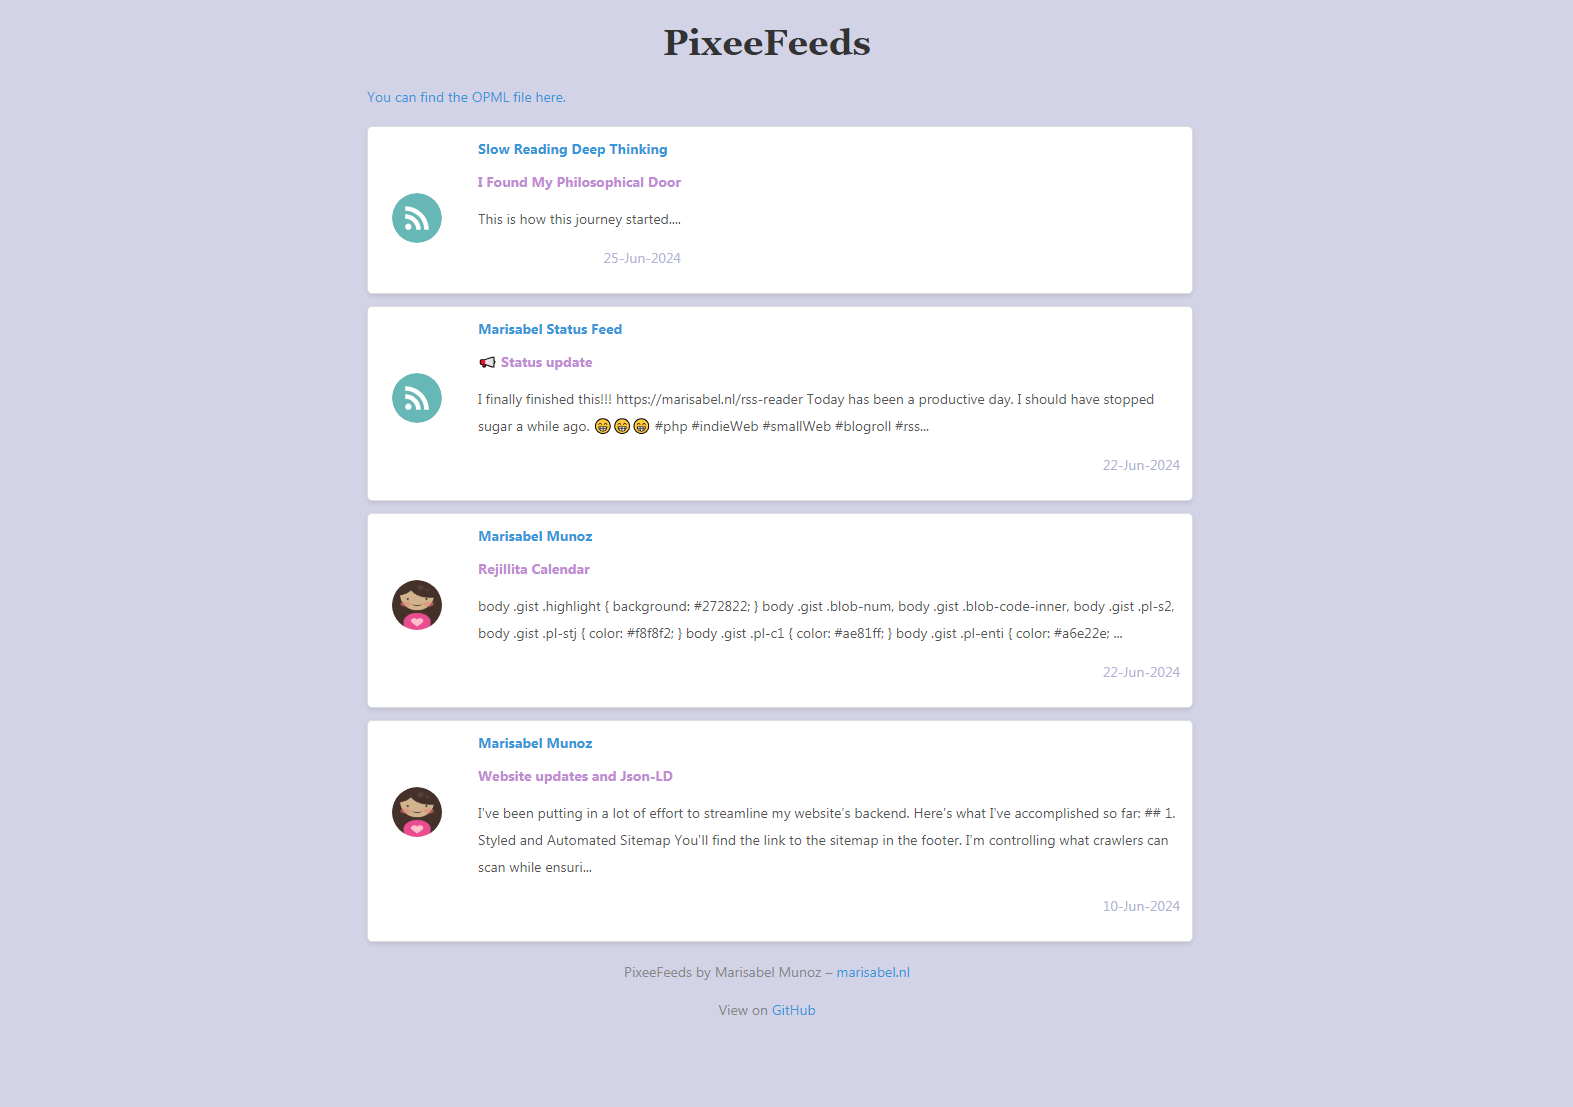 PixeeFeeds
You can find the OPML file here.
Slow Reading Deep Thinking
I Found My Philosophical Door
This is how this journey started....
25-Jun-2024
Marisabel Status Feed
📢 Status update
I finally finished this!!! https://marisabel.nl/rss-reader Today has been a productive day. I should have stopped
sugar a while ago. 😁😁😁 #php #indieWeb #smallWeb #blogroll #rss...
22-Jun-2024
Marisabel Munoz
Rejillita Calendar
body .gist .highlight { background: #272822; } body .gist .blob-num, body .gist .blob-code-inner, body .gist .pl-s2,
body .gist .pl-stj { color: #f8f8f2; } body .gist .pl-c1 { color: #ae81ff; } body .gist .pl-enti { color: #a6e22e; ...
22-Jun-2024
Marisabel Munoz
Website updates and Json-LD
I've been putting in a lot of effort to streamline my website's backend. Here's what I've accomplished so far: ## 1.
Styled and Automated Sitemap You'll find the link to the sitemap in the footer. I'm controlling what crawlers can
scan while ensuri...
10-Jun-2024
PixeeFeeds by Marisabel Munoz – marisabel.nl
View on GitHub